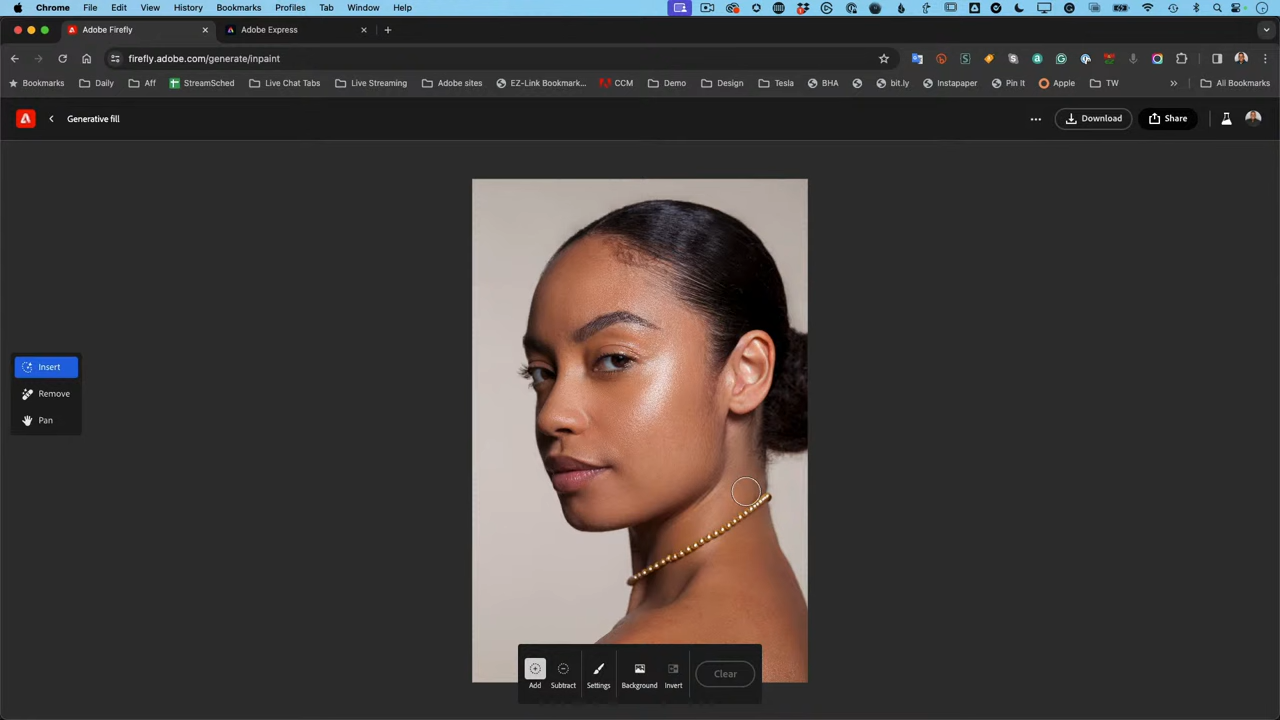 Chrome File Edit View History Bookmarks Profiles Tab Window Help
Adobe Firefly Adobe Express
firefly.adobe.com/generate/inpaint
Bookmarks Daily Aff StreamSched Live Chat Tabs Live Streaming Adobe sites EZ-Link Bookmark... CCM Demo Design Tesla BHA bit.ly Instapaper Pin It Apple TW » All Bookmarks
Generative fill Download Share
Insert
Remove
Pan
Add Subtract Settings Background Invert Clear